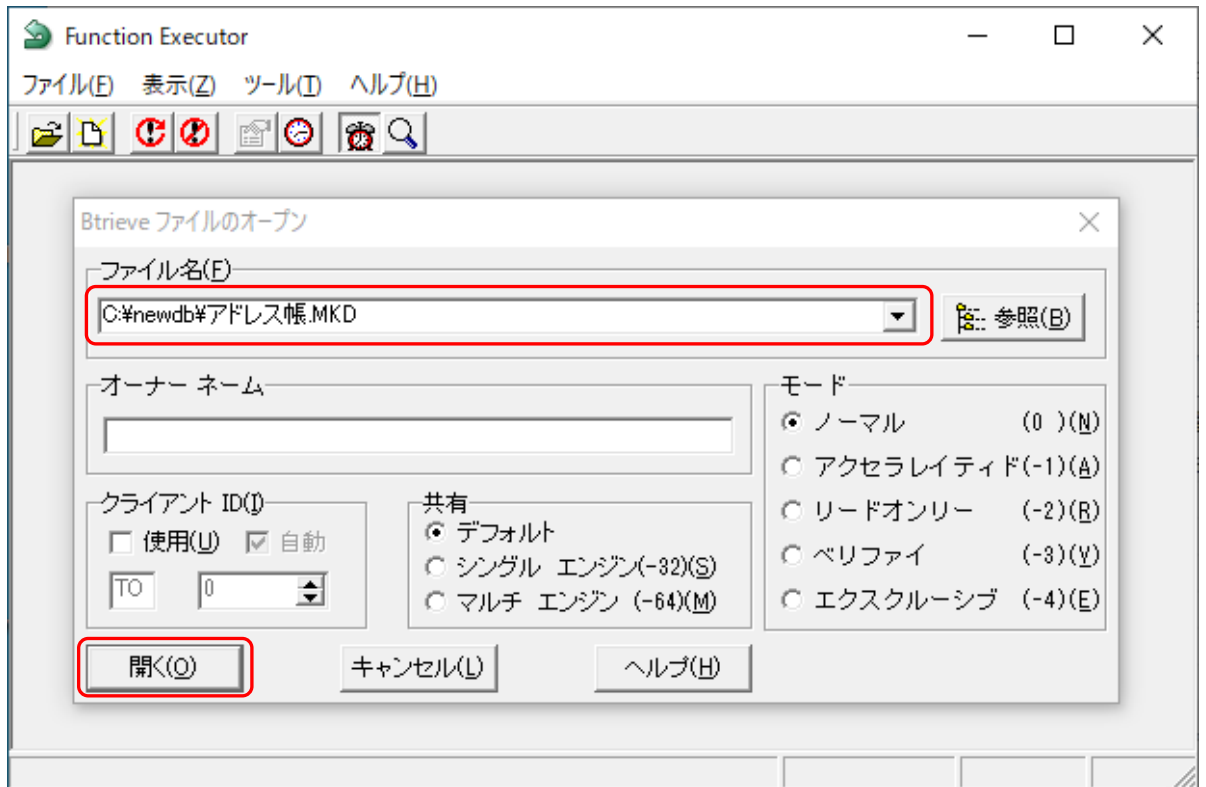 Function Executor
ファイル(F) 表示(Z) ツール(T) ヘルプ(H)
Btrieve ファイルのオープン
ファイル名(F)
C:¥newdb¥アドレス帳.MKD
参照(B)
オーナー ネーム
モード
ノーマル (0 )(N)
アクセラレイティド(-1)(A)
リードオンリー (-2)(R)
ベリファイ (-3)(V)
エクスクルーシブ (-4)(E)
クライアント ID(I)
使用(U) 自動
TO 0
共有
デフォルト
シングル エンジン(-32)(S)
マルチ エンジン (-64)(M)
開く(O) キャンセル(L) ヘルプ(H)